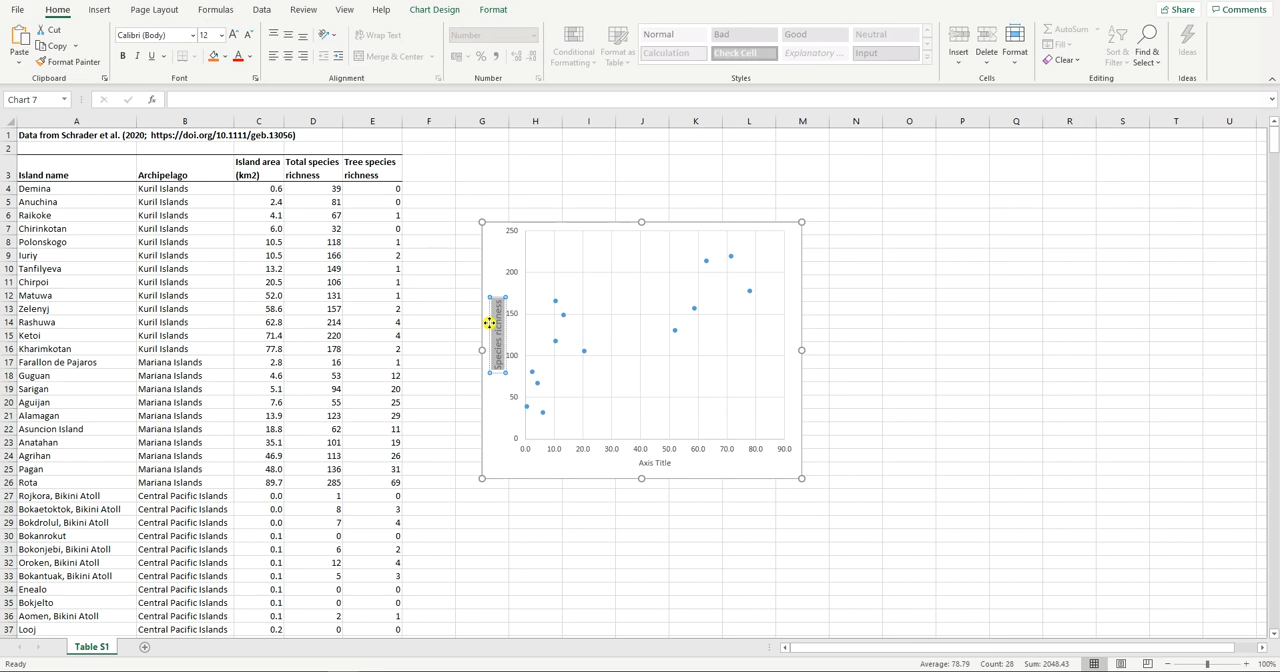 File Home Insert Page Layout Formulas Data Review View Help Chart Design Format Share Comments
Paste Cut Copy Format Painter Clipboard
Calibri (Body) 12 A A B I U A Font
Wrap Text Merge & Center Alignment
Number % Number
Conditional Formatting Format as Table
Normal Bad Good Neutral
Calculation Check Cell Explanatory ... Input
Styles
Insert Delete Format Cells
AutoSum Fill Clear Sort & Filter Find & Select Editing
Ideas Ideas
Chart 7 fx
A B C D E F G H I J K L M N O P Q R S T U
1 Data from Schrader et al. (2020; https://doi.org/10.1111/geb.13056)
2
3 Island name Archipelago Island area (km2) Total species richness Tree species richness
4 Demina Kuril Islands 0.6 39 0
5 Anuchina Kuril Islands 2.4 81 0
6 Raikoke Kuril Islands 4.1 67 1
7 Chirinkotan Kuril Islands 6.0 32 0
8 Polonskogo Kuril Islands 10.5 118 1
9 Iuriy Kuril Islands 10.5 166 2
10 Tanfilyeva Kuril Islands 13.2 149 1
11 Chirpoi Kuril Islands 20.5 106 1
12 Matuwa Kuril Islands 52.0 131 1
13 Zelenyj Kuril Islands 58.6 157 2
14 Rashuwa Kuril Islands 62.8 214 4
15 Ketoi Kuril Islands 71.4 220 4
16 Kharimkotan Kuril Islands 77.8 178 2
17 Farallon de Pajaros Mariana Islands 2.8 16 1
18 Guguan Mariana Islands 4.6 53 12
19 Sarigan Mariana Islands 5.1 94 20
20 Aguijan Mariana Islands 7.6 55 25
21 Alamagan Mariana Islands 13.9 123 29
22 Asuncion Island Mariana Islands 18.8 62 11
23 Anatahan Mariana Islands 35.1 101 19
24 Agrihan Mariana Islands 46.9 113 26
25 Pagan Mariana Islands 48.0 136 31
26 Rota Mariana Islands 89.7 285 69
27 Rojkora, Bikini Atoll Central Pacific Islands 0.0 1 0
28 Bokaetoktok, Bikini Atoll Central Pacific Islands 0.0 8 3
29 Bokdrolul, Bikini Atoll Central Pacific Islands 0.0 7 4
30 Bokanrokut Central Pacific Islands 0.1 0 0
31 Bokonjebi, Bikini Atoll Central Pacific Islands 0.1 6 2
32 Oroken, Bikini Atoll Central Pacific Islands 0.1 12 4
33 Bokantuak, Bikini Atoll Central Pacific Islands 0.1 5 3
34 Enealo Central Pacific Islands 0.1 0 0
35 Bokjelto Central Pacific Islands 0.1 0 0
36 Aomen, Bikini Atoll Central Pacific Islands 0.1 2 1
37 Looj Central Pacific Islands 0.2 0 0
250
200
150
100
50
0
Species richness
0.0 10.0 20.0 30.0 40.0 50.0 60.0 70.0 80.0 90.0
Axis Title
Table S1
Ready Average: 78.79 Count: 28 Sum: 2048.43 100%